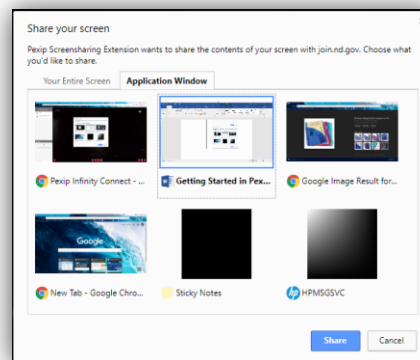 Share your screen
Pexip Screensharing Extension wants to share the contents of your screen with join.nd.gov. Choose what
you'd like to share.
Your Entire Screen Application Window
Pexip Infinity Connect - ... Getting Started in Pex... Google Image Result for...
Google
New Tab - Google Chro... Sticky Notes HPMSGSVC
Share Cancel